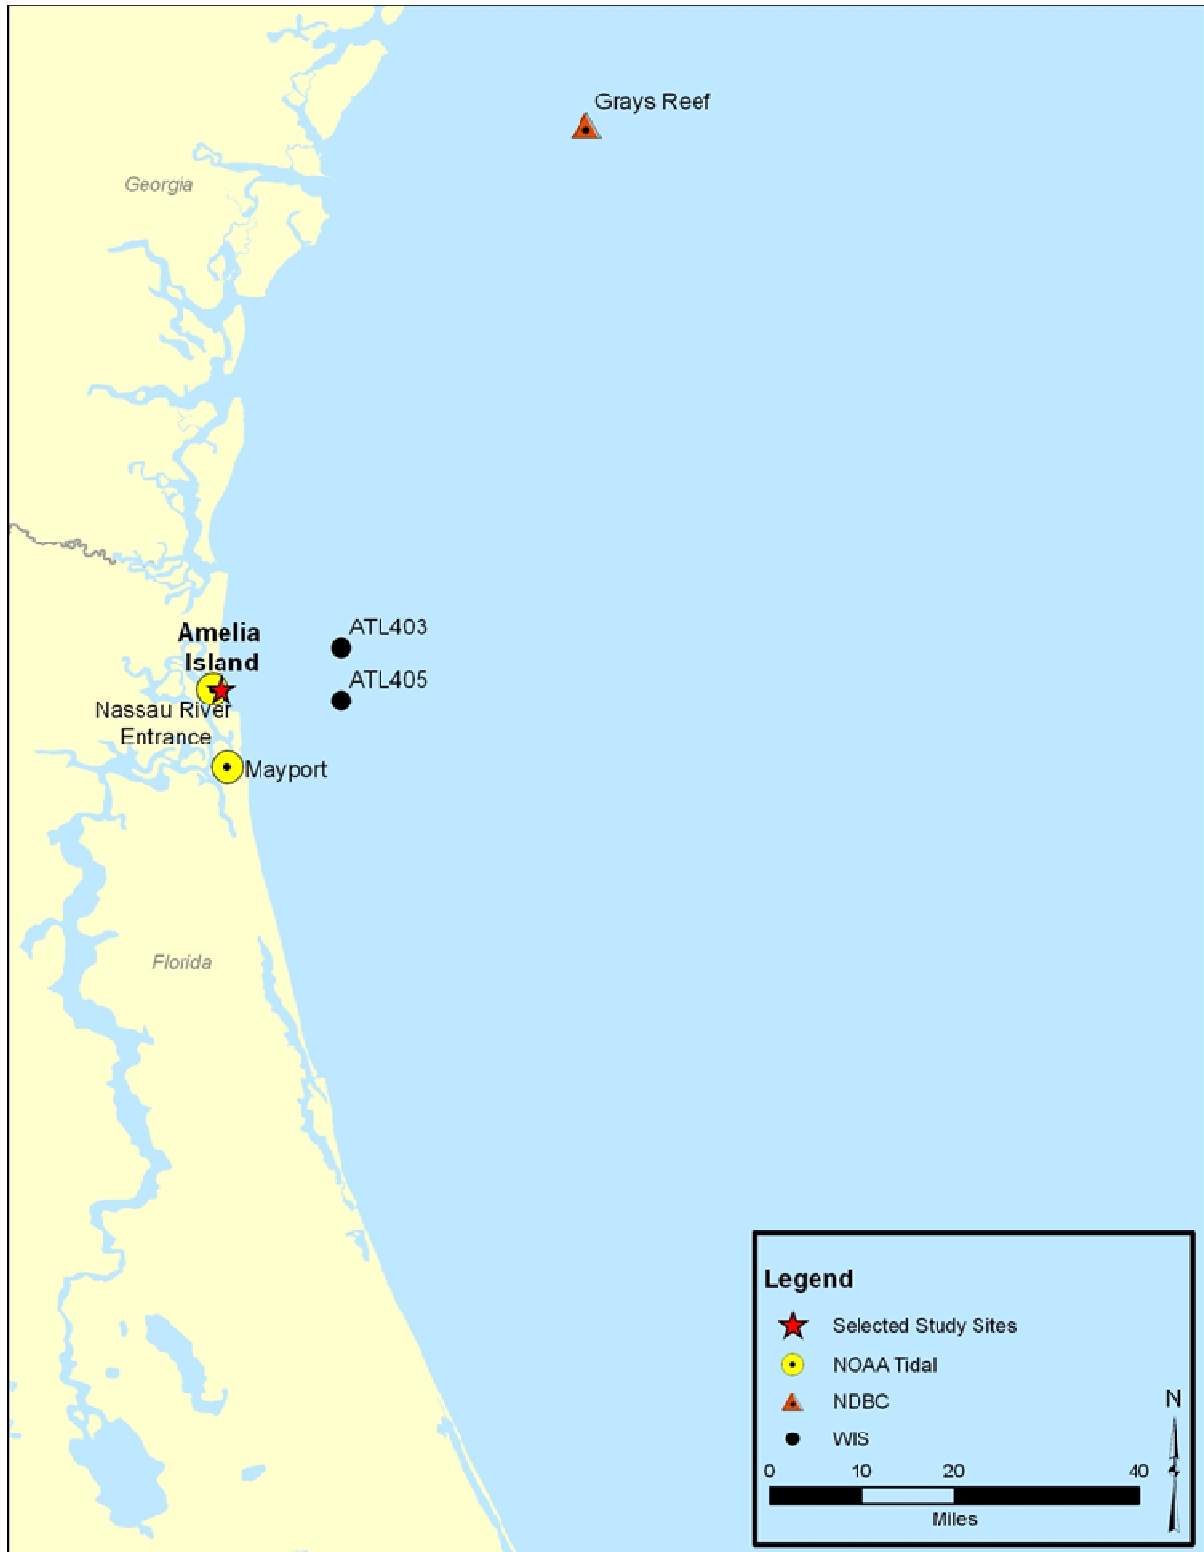 Grays Reef
Georgia
ATL403
Amelia
Island
ATL405
Nassau River
Entrance
Mayport
Florida
Legend
Selected Study Sites
NOAA Tidal
NDBC
WIS
N
0 10 20 40
Miles